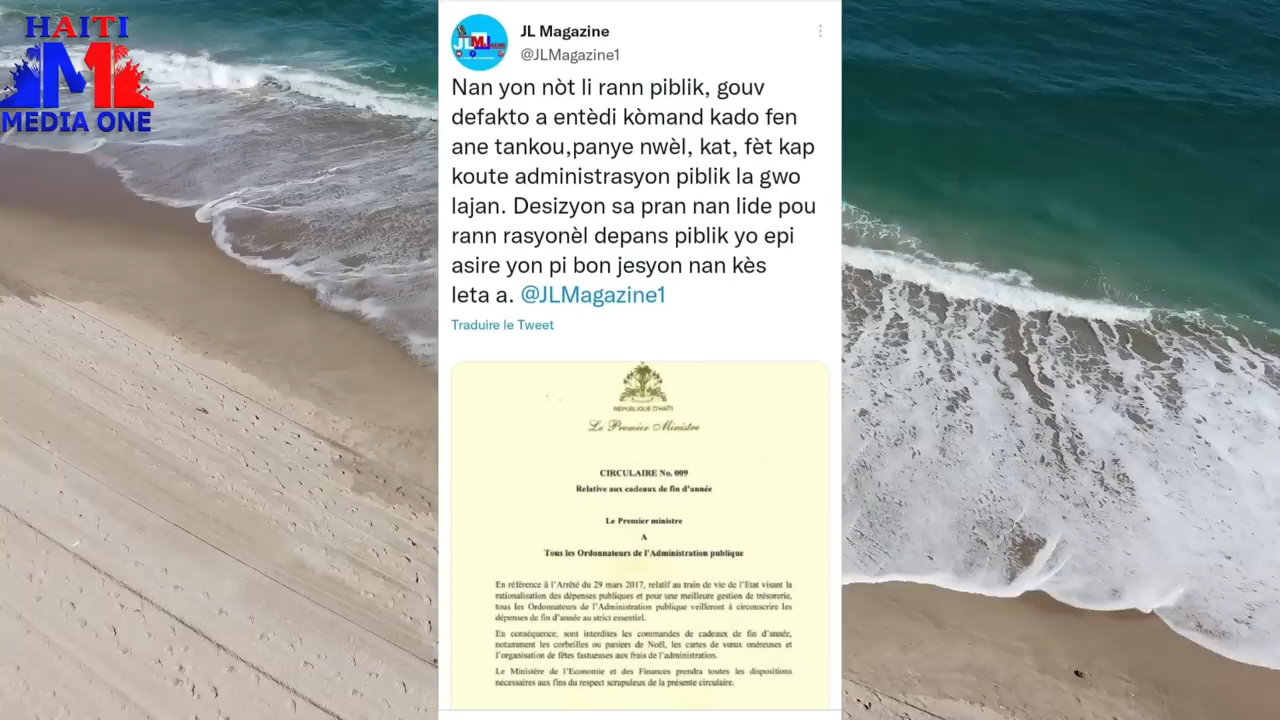 HAITI
M
MEDIA ONE
JL Magazine
@JLMagazine1
Nan yon nòt li rann piblik, gouv
defakto a entèdi kòmand kado fen
ane tankou,panye nwèl, kat, fèt kap
koute administrasyon piblik la gwo
lajan. Desizyon sa pran nan lide pou
rann rasyonèl depans piblik yo epi
asire yon pi bon jesyon nan kès
leta a. @JLMagazine1
Traduire le Tweet
RÉPUBLIQUE D'HAÏTI
Le Premier Ministre
CIRCULAIRE No. 009
Relative aux cadeaux de fin d'année
Le Premier ministre
A
Tous les Ordonnateurs de l'Administration publique
En référence à l'Arrêté du 29 mars 2017, relatif au train de vie de l'Etat visant la
rationalisation des dépenses publiques et pour une meilleure gestion de trésorerie,
tous les Ordonnateurs de l'Administration publique veilleront à circonscrire les
dépenses de fin d'année au strict essentiel.
En conséquence, sont interdites les commandes de cadeaux de fin d'année,
notamment les corbeilles ou paniers de Noël, les cartes de vœux onéreuses et
l'organisation de fêtes fastueuses aux frais de l'administration.
Le Ministère de l'Economie et des Finances prendra toutes les dispositions
nécessaires aux fins du respect scrupuleux de la présente circulaire.